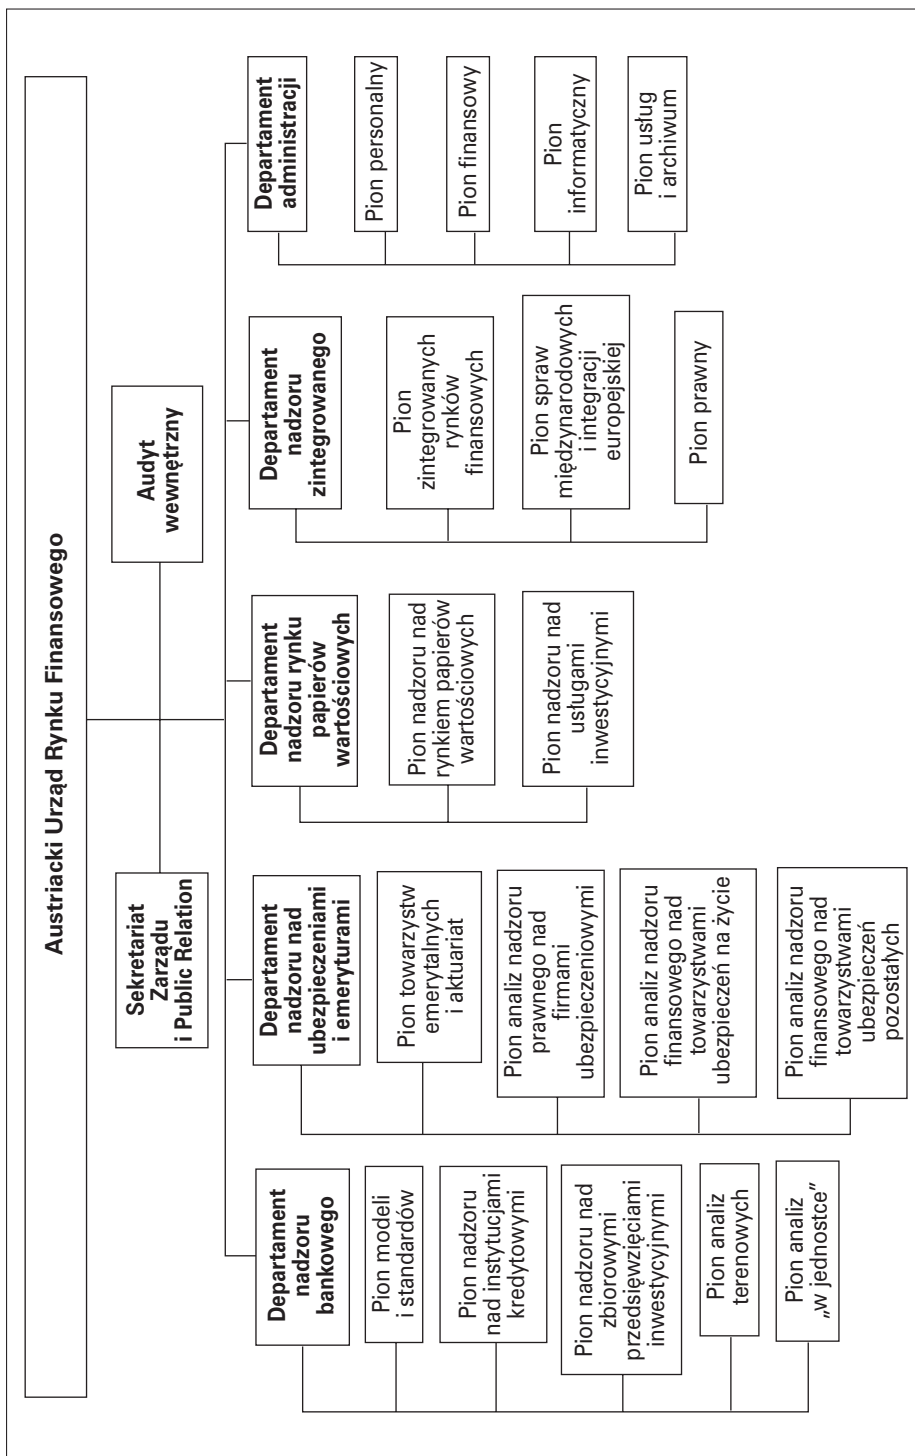 Austriacki Urząd Rynku Finansowego
Sekretariat
Zarządu
i Public Relation
Audyt
wewnętrzny
Departament
nadzoru
bankowego
Pion modeli
i standardów
Pion nadzoru
nad instytucjami
kredytowymi
Pion nadzoru nad
zbiorowymi
przedsięwzięciami
inwestycyjnymi
Pion analiz
terenowych
Pion analiz
„w jednostce”
Departament
nadzoru nad
ubezpieczeniami
i emeryturami
Pion towarzystw
emerytalnych
i aktuariat
Pion analiz nadzoru
prawnego nad
firmami
ubezpieczeniowymi
Pion analiz nadzoru
finansowego nad
towarzystwami
ubezpieczeń na życie
Pion analiz nadzoru
finansowego nad
towarzystwami
ubezpieczeń
pozostałych
Departament
nadzoru rynku
papierów
wartościowych
Pion nadzoru nad
rynkiem papierów
wartościowych
Pion nadzoru nad
usługami
inwestycyjnymi
Departament
nadzoru
zintegrowanego
Pion
zintegrowanych
rynków
finansowych
Pion spraw
międzynarodowych
i integracji
europejskiej
Pion prawny
Departament
administracji
Pion personalny
Pion finansowy
Pion
informatyczny
Pion usług
i archiwum